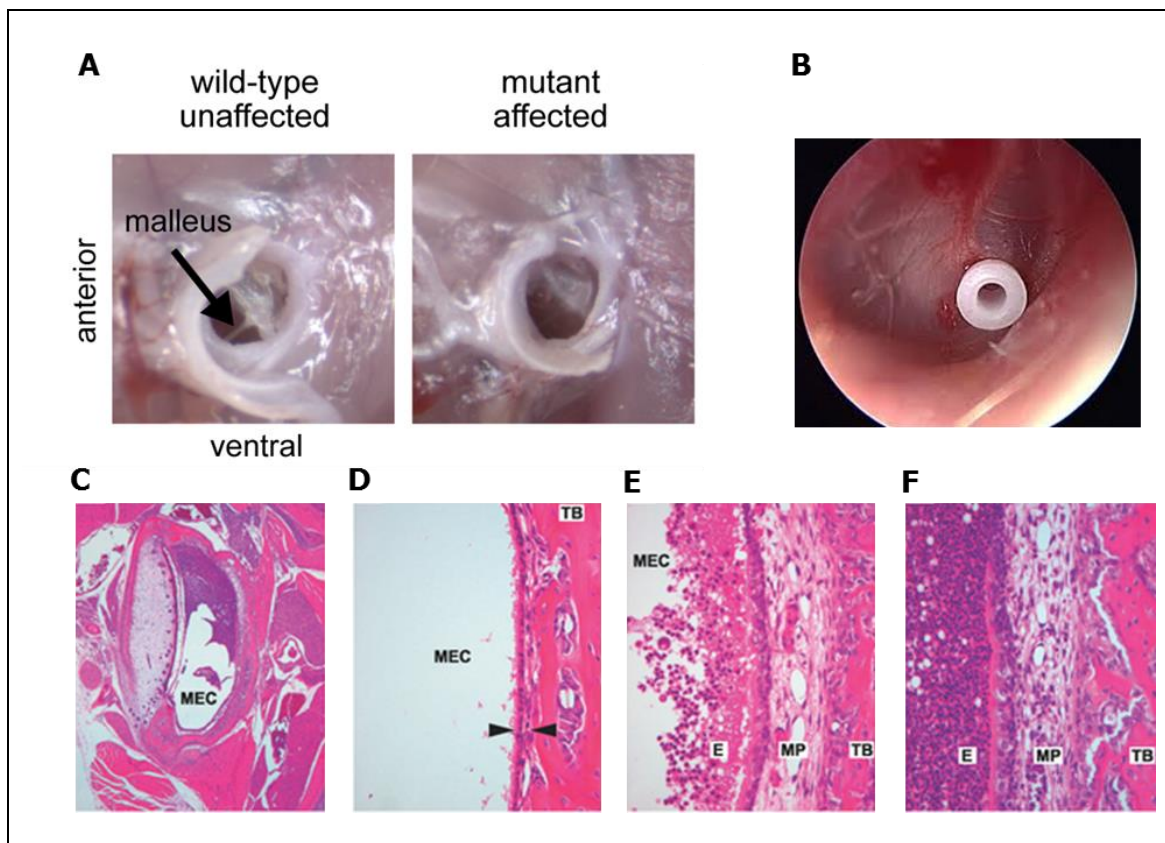 A
wild-type
unaffected
mutant
affected
B
malleus
anterior
ventral
C
D
E
F
MEC
TB
MEC
MEC
E
MP
TB
E
MP
TB